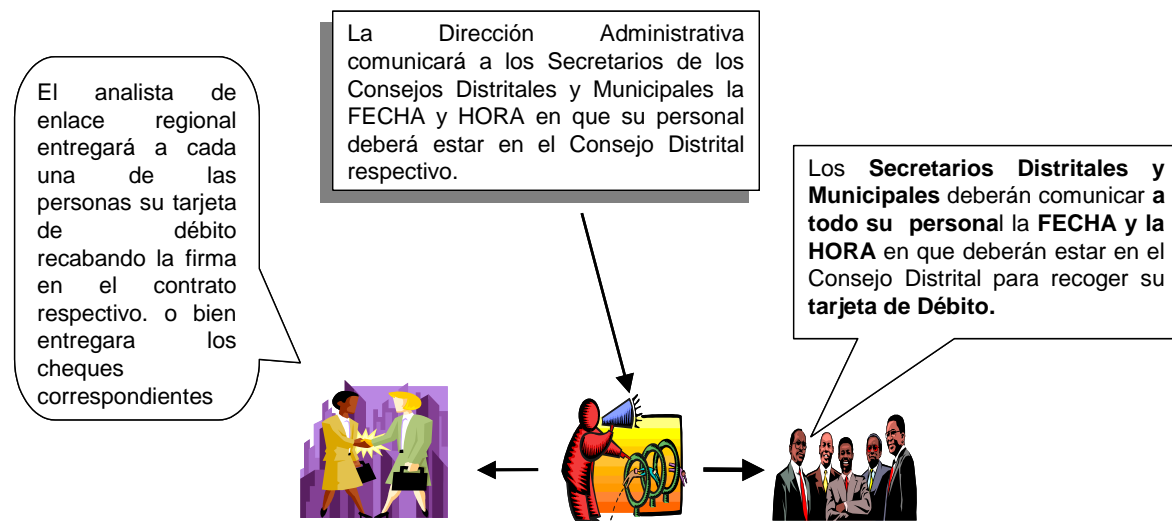 El analista de
enlace regional
entregará a cada
una de las
personas su tarjeta
de débito
recabando la firma
en el contrato
respectivo. o bien
entregara los
cheques
correspondientes
La Dirección Administrativa
comunicará a los Secretarios de los
Consejos Distritales y Municipales la
FECHA y HORA en que su personal
deberá estar en el Consejo Distrital
respectivo.
Los Secretarios Distritales y
Municipales deberán comunicar a
todo su personal la FECHA y la
HORA en que deberán estar en el
Consejo Distrital para recoger su
tarjeta de Débito.